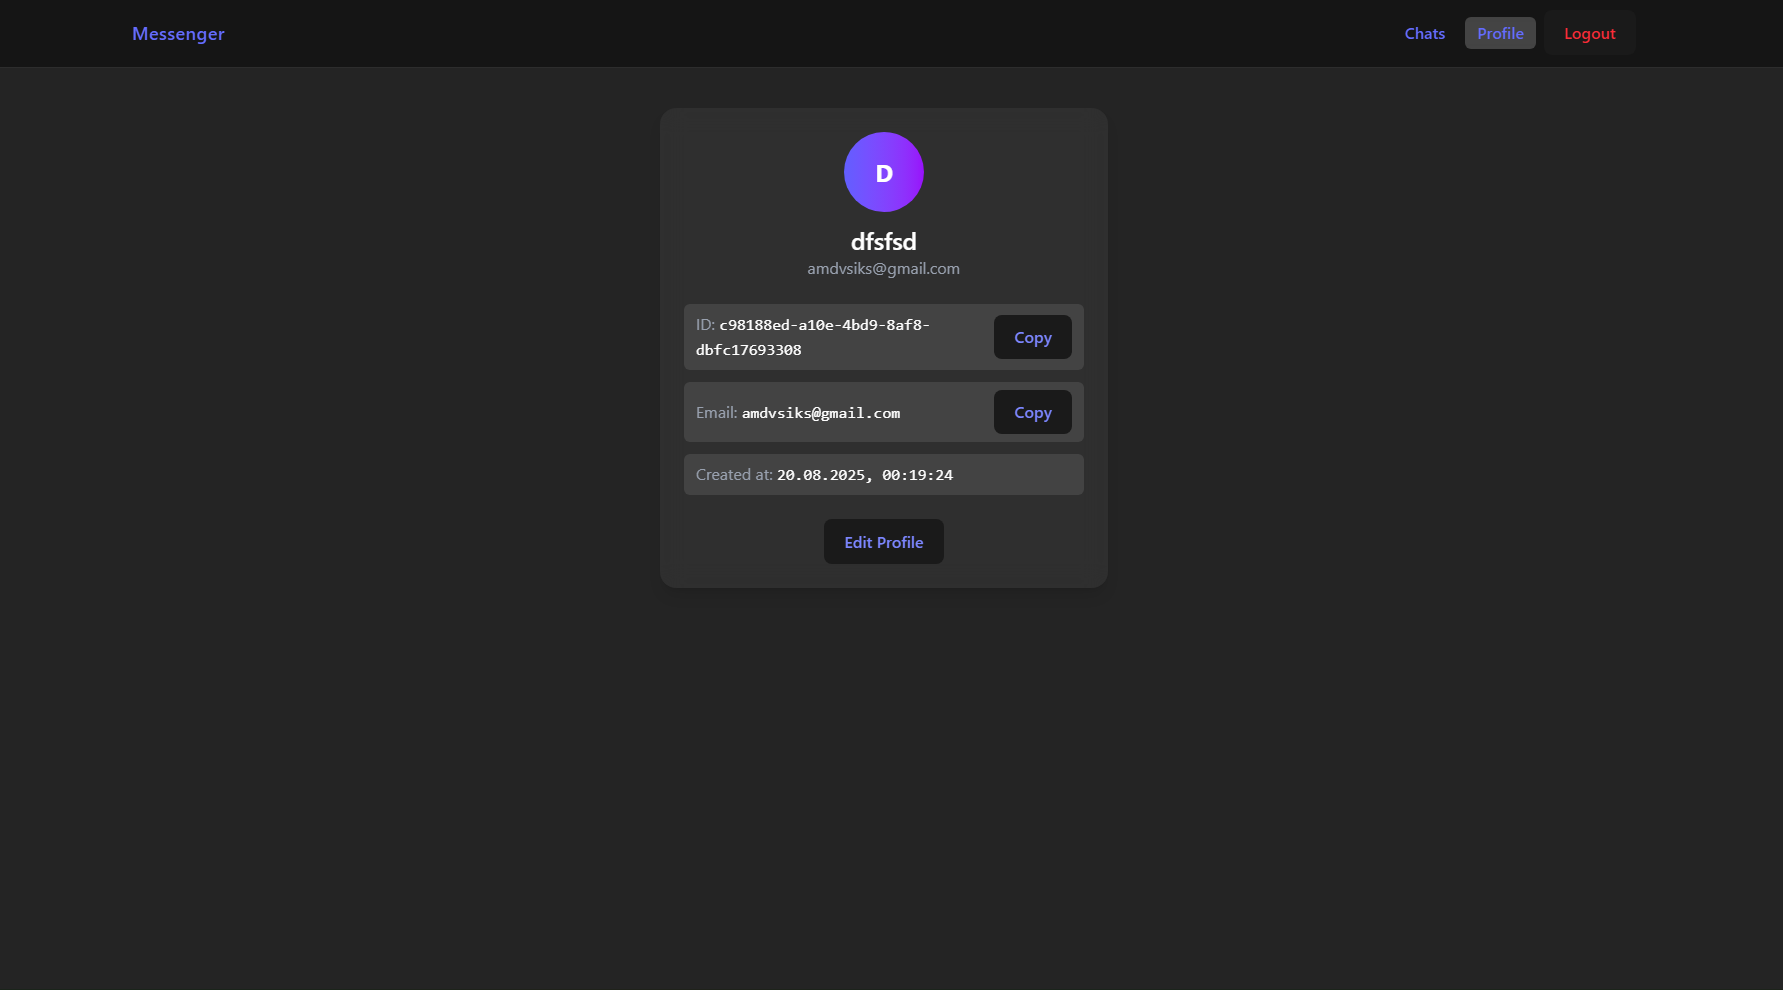 Messenger
Chats
Profile
Logout
D
dfsfsd
amdvsiks@gmail.com
ID: c98188ed-a10e-4bd9-8af8-
dbfc17693308
Copy
Email: amdvsiks@gmail.com
Copy
Created at: 20.08.2025, 00:19:24
Edit Profile